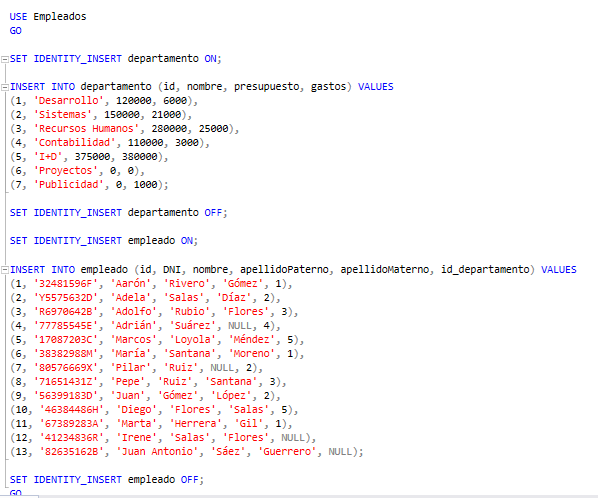 USE Empleados
GO
SET IDENTITY_INSERT departamento ON;
INSERT INTO departamento (id, nombre, presupuesto, gastos) VALUES
(1, 'Desarrollo', 120000, 6000),
(2, 'Sistemas', 150000, 21000),
(3, 'Recursos Humanos', 280000, 25000),
(4, 'Contabilidad', 110000, 3000),
(5, 'I+D', 375000, 380000),
(6, 'Proyectos', 0, 0),
(7, 'Publicidad', 0, 1000);
SET IDENTITY_INSERT departamento OFF;
SET IDENTITY_INSERT empleado ON;
INSERT INTO empleado (id, DNI, nombre, apellidoPaterno, apellidoMaterno, id_departamento) VALUES
(1, '32481596F', 'Aarón', 'Rivero', 'Gómez', 1),
(2, 'Y5575632D', 'Adela', 'Salas', 'Díaz', 2),
(3, 'R6970642B', 'Adolfo', 'Rubio', 'Flores', 3),
(4, '77785545E', 'Adrián', 'Suárez', NULL, 4),
(5, '17087203C', 'Marcos', 'Loyola', 'Méndez', 5),
(6, '38382988M', 'María', 'Santana', 'Moreno', 1),
(7, '80576669X', 'Pilar', 'Ruiz', NULL, 2),
(8, '71651431Z', 'Pepe', 'Ruiz', 'Santana', 3),
(9, '56399183D', 'Juan', 'Gómez', 'López', 2),
(10, '46384486H', 'Diego', 'Flores', 'Salas', 5),
(11, '67389283A', 'Marta', 'Herrera', 'Gil', 1),
(12, '41234836R', 'Irene', 'Salas', 'Flores', NULL),
(13, '82635162B', 'Juan Antonio', 'Sáez', 'Guerrero', NULL);
SET IDENTITY_INSERT empleado OFF;
GO